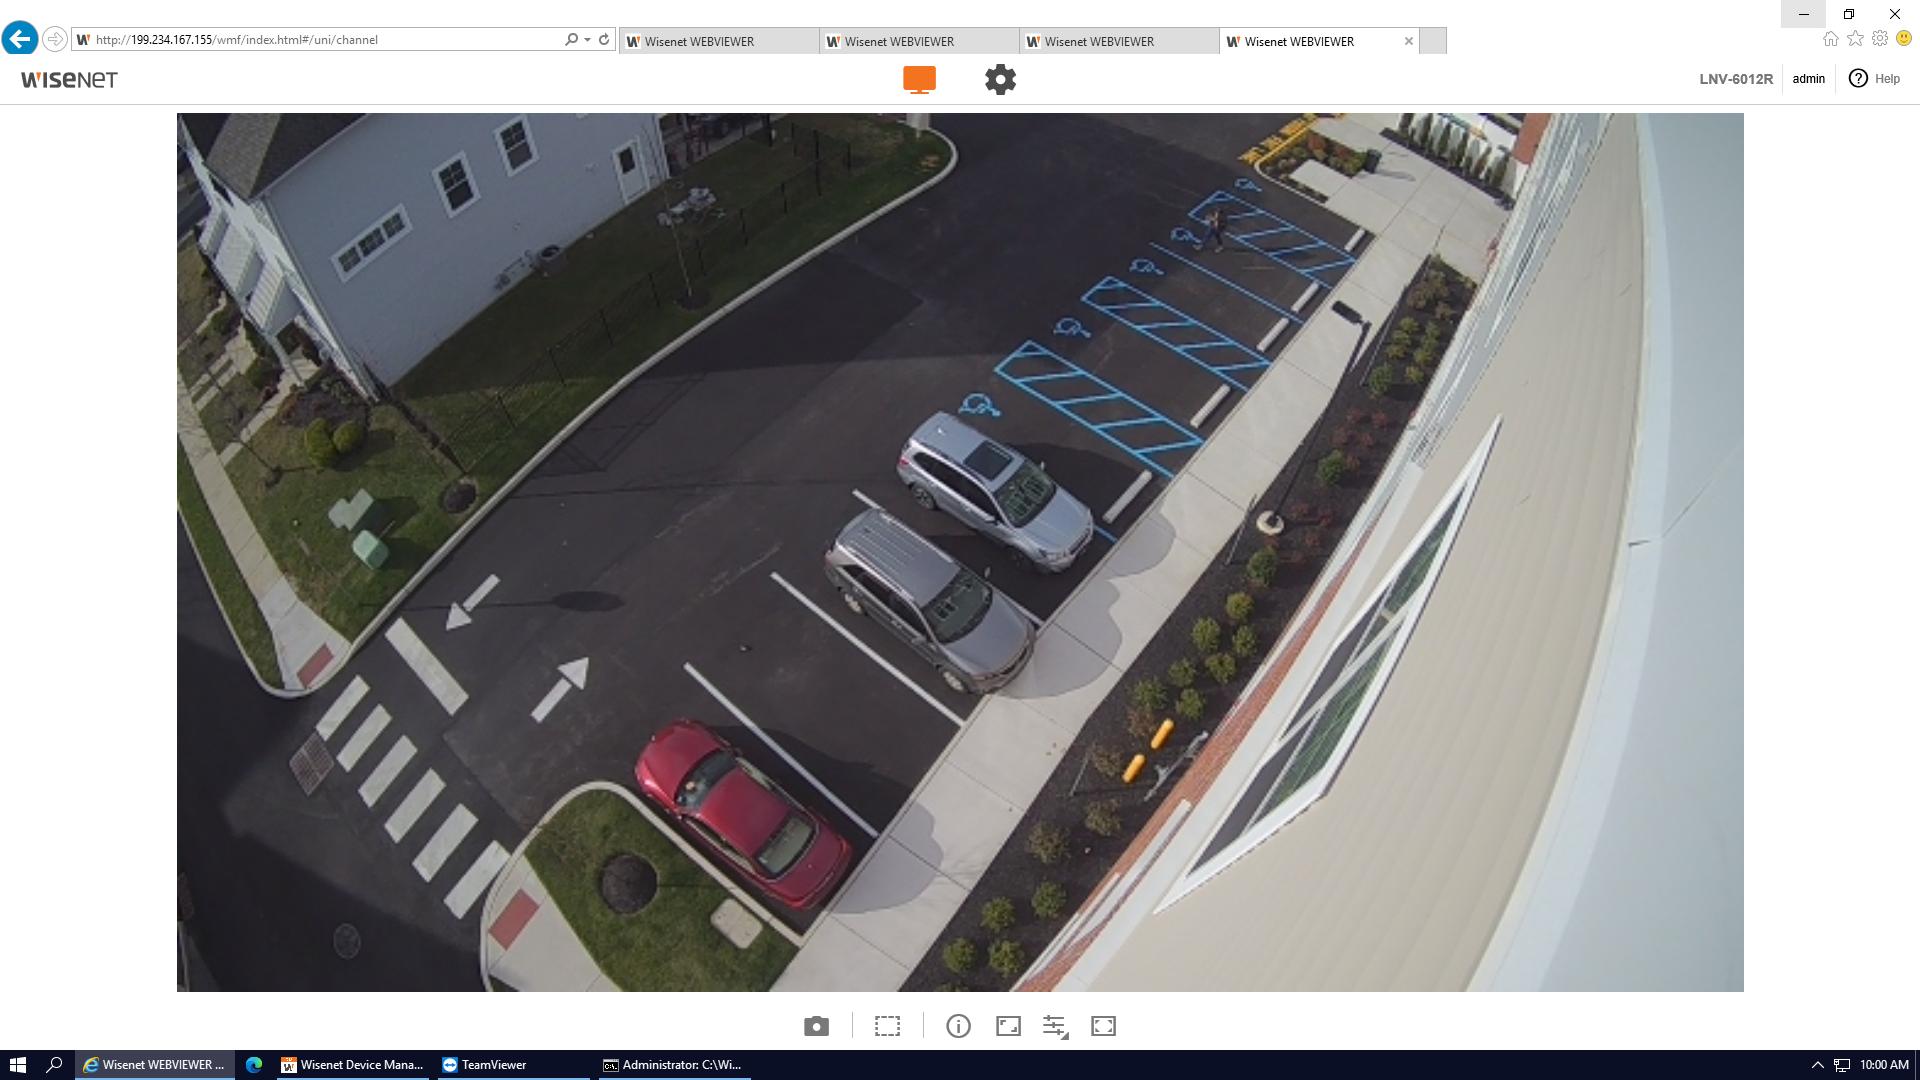 http://199.234.167.155/wmf/index.html#/uni/channel
Wisenet WEBVIEWER
Wisenet WEBVIEWER
Wisenet WEBVIEWER
Wisenet WEBVIEWER
WISENET
LNV-6012R
admin
Help
Wisenet WEBVIEWER ...
Wisenet Device Mana...
TeamViewer
Administrator: C:\Wi...
10:00 AM